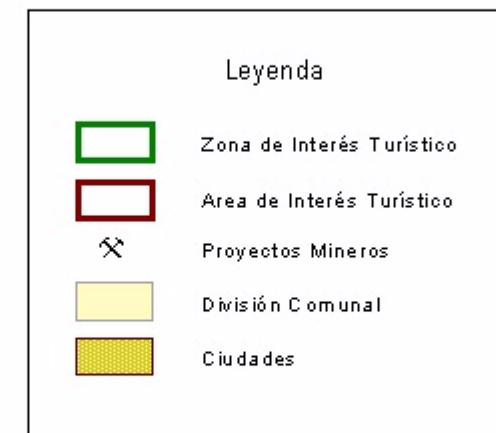 Leyenda
Zona de Interés Turístico
Area de Interés Turístico
Proyectos Mineros
División Comunal
Ciudades